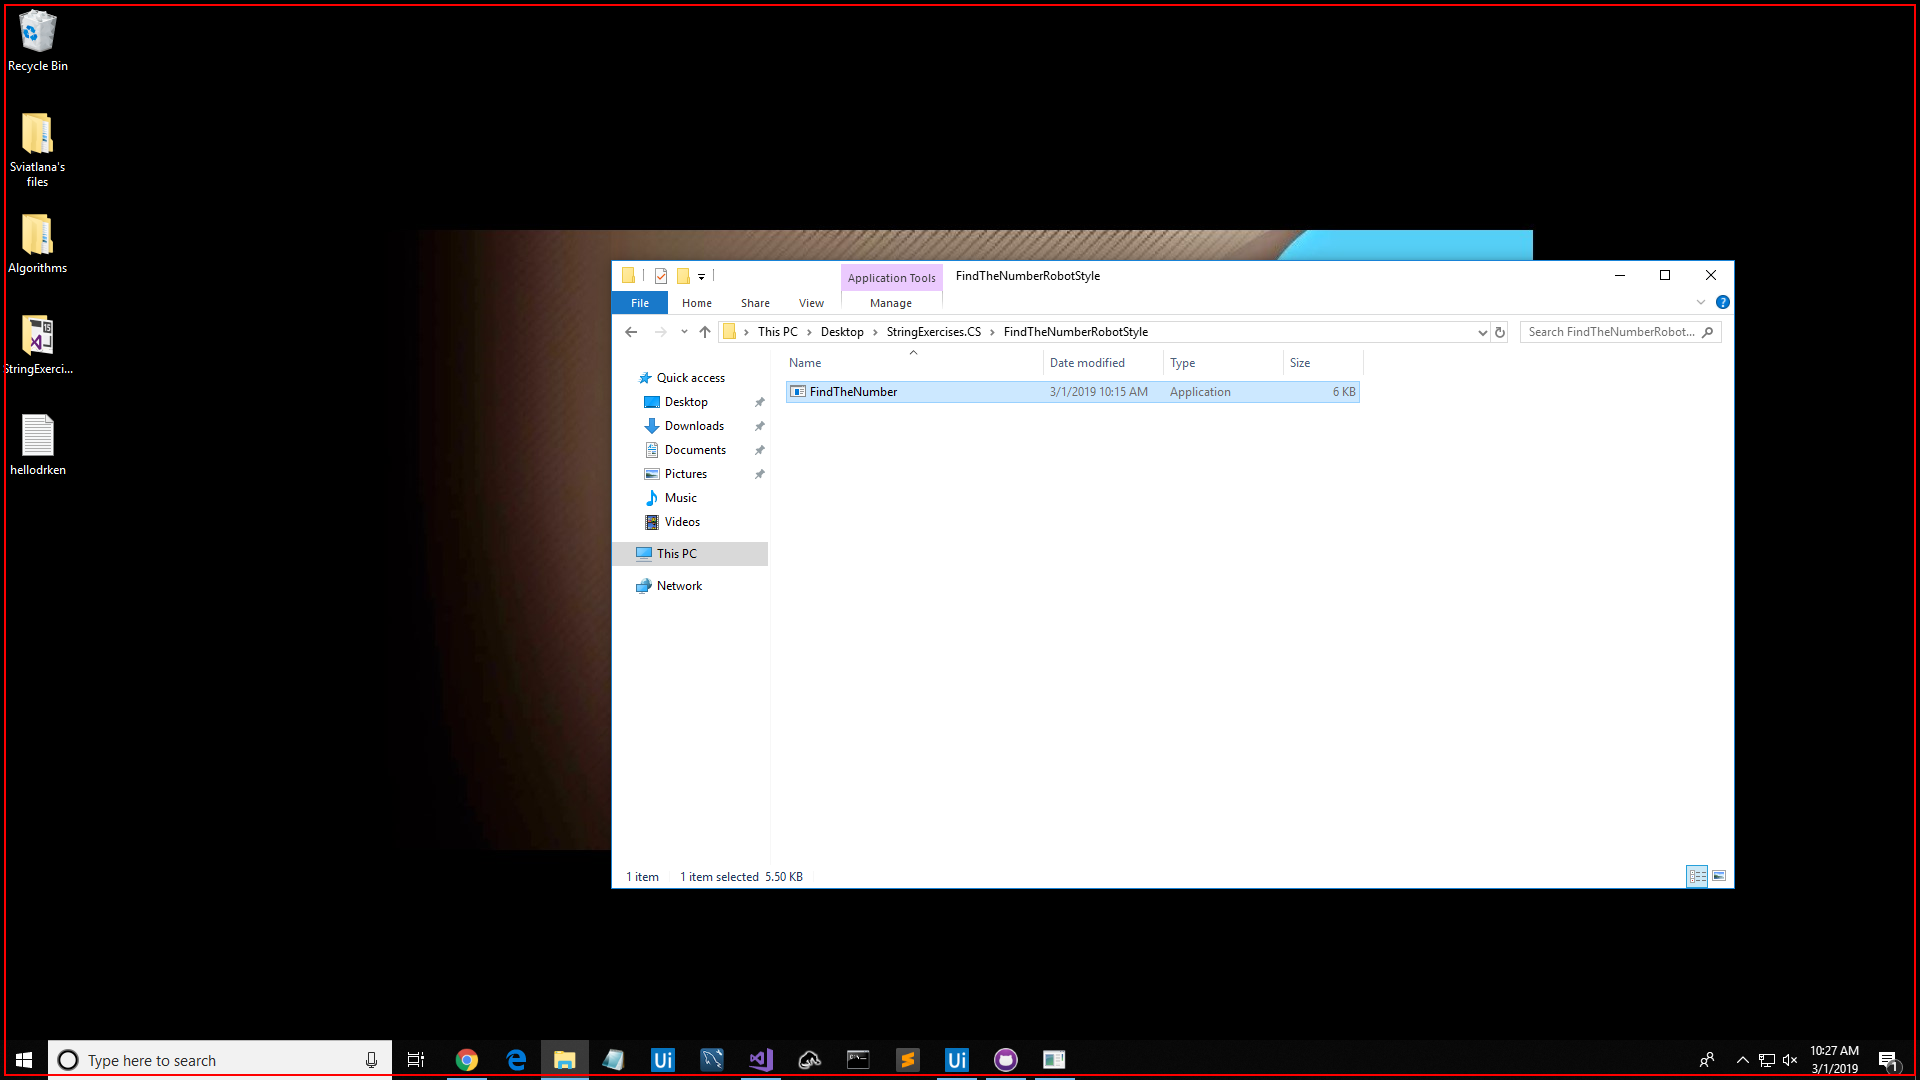 Recycle Bin
Sviatlana's
files
Algorithms
StringExerci...
hellodrken
Application Tools
FindTheNumberRobotStyle
File
Home
Share
View
Manage
This PC
Desktop
StringExercises.CS
FindTheNumberRobotStyle
Search FindTheNumberRobot...
Name
Date modified
Type
Size
FindTheNumber
3/1/2019 10:15 AM
Application
6 KB
Quick access
Desktop
Downloads
Documents
Pictures
Music
Videos
This PC
Network
1 item
1 item selected 5.50 KB
Type here to search
Ui
Ui
10:27 AM
3/1/2019
1